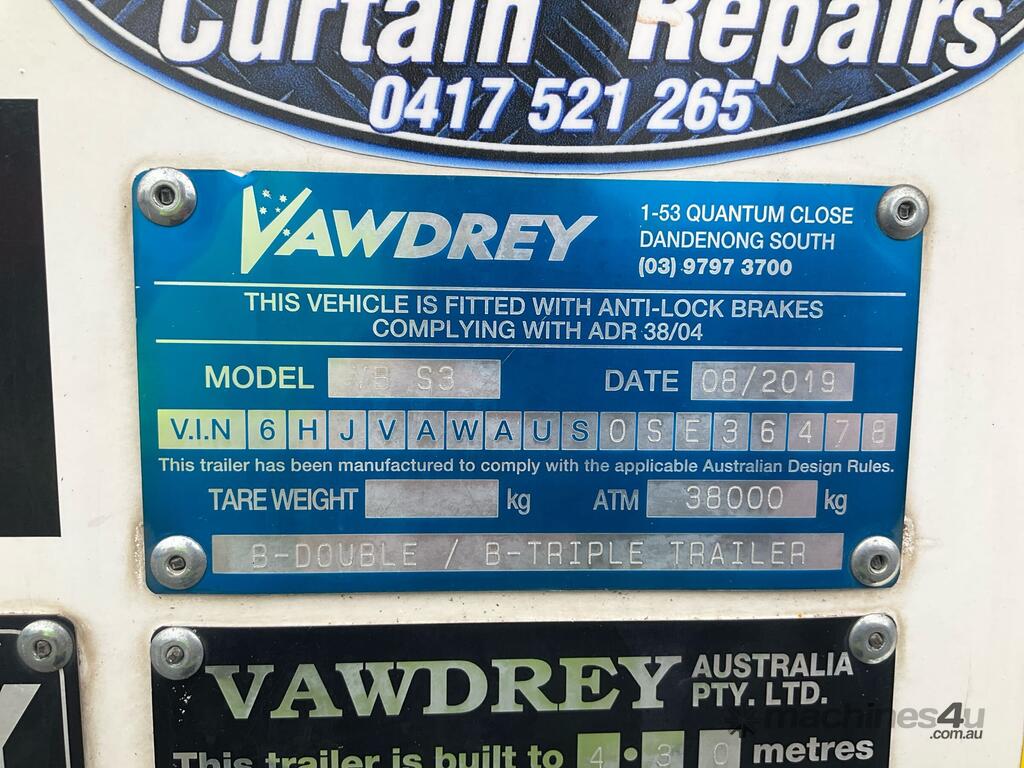 Curtain Repairs
0417 521 265
VAWDREY
1-53 QUANTUM CLOSE
DANDENONG SOUTH
(03) 9797 3700
THIS VEHICLE IS FITTED WITH ANTI-LOCK BRAKES
COMPLYING WITH ADR 38/04
MODEL VB S3 DATE 08/2019
V.I.N 6HJVAWAUS0SE36478
This trailer has been manufactured to comply with the applicable Australian Design Rules.
TARE WEIGHT kg ATM 38000 kg
B-DOUBLE / B-TRIPLE TRAILER
Y
VAWDREY AUSTRALIA
PTY. LTD.
This trailer is built to 4.30 metres
machines4u
.com.au